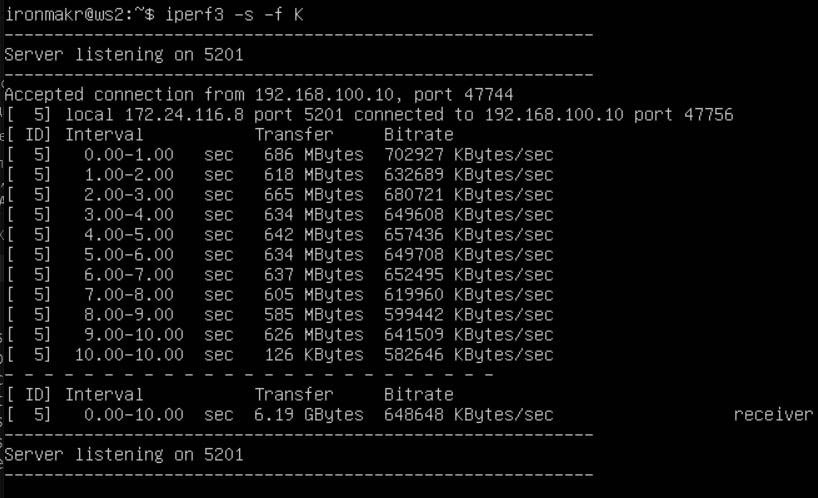 ironmakr@ws2:~$ iperf3 -s -f K
-----------------------------------------------------------
Server listening on 5201
-----------------------------------------------------------
Accepted connection from 192.168.100.10, port 47744
[  5] local 172.24.116.8 port 5201 connected to 192.168.100.10 port 47756
[ ID] Interval           Transfer     Bitrate
[  5]   0.00-1.00   sec   686 MBytes  702927 KBytes/sec
[  5]   1.00-2.00   sec   618 MBytes  632689 KBytes/sec
[  5]   2.00-3.00   sec   665 MBytes  680721 KBytes/sec
[  5]   3.00-4.00   sec   634 MBytes  649608 KBytes/sec
[  5]   4.00-5.00   sec   642 MBytes  657436 KBytes/sec
[  5]   5.00-6.00   sec   634 MBytes  649708 KBytes/sec
[  5]   6.00-7.00   sec   637 MBytes  652495 KBytes/sec
[  5]   7.00-8.00   sec   605 MBytes  619960 KBytes/sec
[  5]   8.00-9.00   sec   585 MBytes  599442 KBytes/sec
[  5]   9.00-10.00  sec   626 MBytes  641509 KBytes/sec
[  5]  10.00-10.00  sec   126 KBytes  582646 KBytes/sec
- - - - - - - - - - - - - - - - - - - - - - - - -
[ ID] Interval           Transfer     Bitrate
[  5]   0.00-10.00  sec  6.19 GBytes  648648 KBytes/sec                  receiver
-----------------------------------------------------------
Server listening on 5201
-----------------------------------------------------------